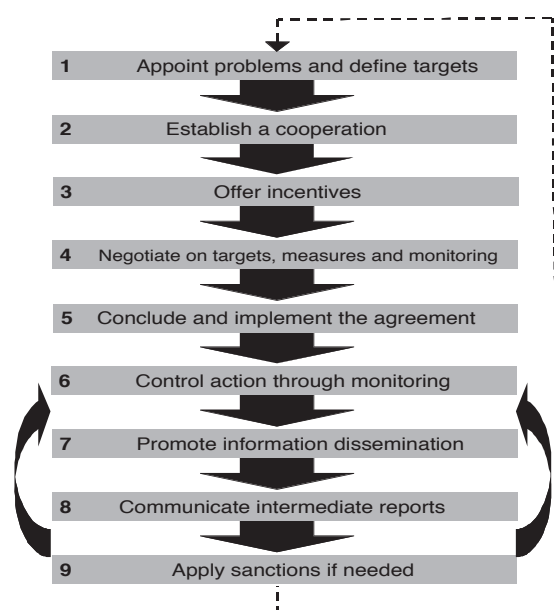 1 Appoint problems and define targets
2 Establish a cooperation
3 Offer incentives
4 Negotiate on targets, measures and monitoring
5 Conclude and implement the agreement
6 Control action through monitoring
7 Promote information dissemination
8 Communicate intermediate reports
9 Apply sanctions if needed